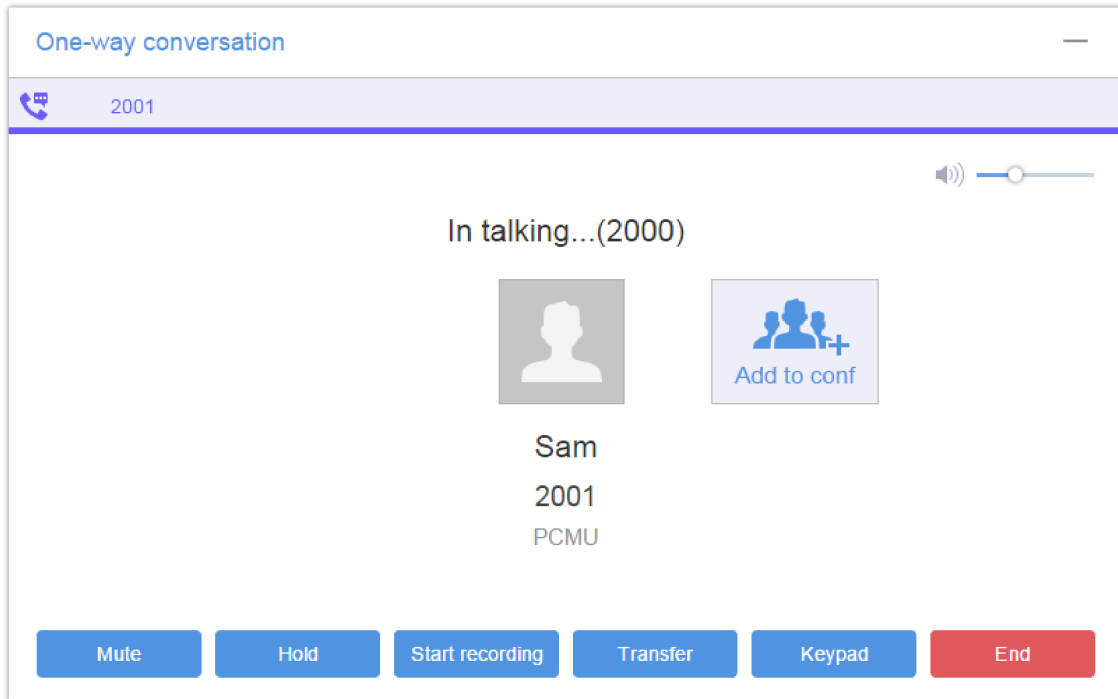 One-way conversation
2001
In talking...(2000)
Add to conf
Sam
2001
PCMU
Mute
Hold
Start recording
Transfer
Keypad
End